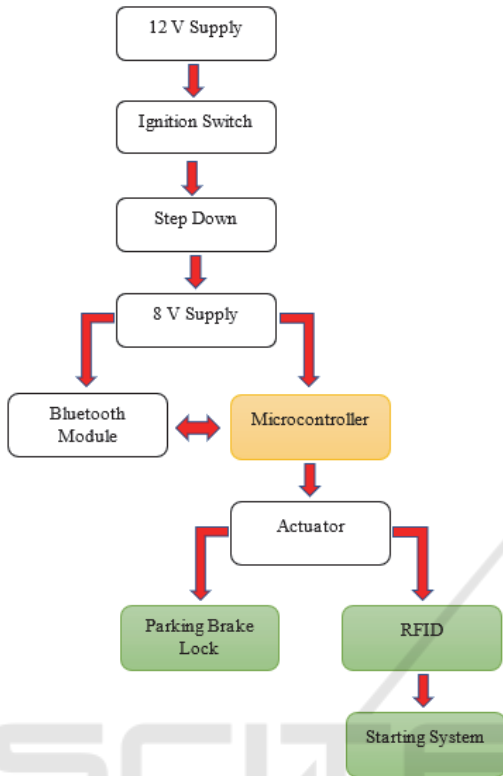 12 V Supply
Ignition Switch
Step Down
8 V Supply
Bluetooth
Module
Microcontroller
Actuator
Parking Brake
Lock
RFID
Starting System